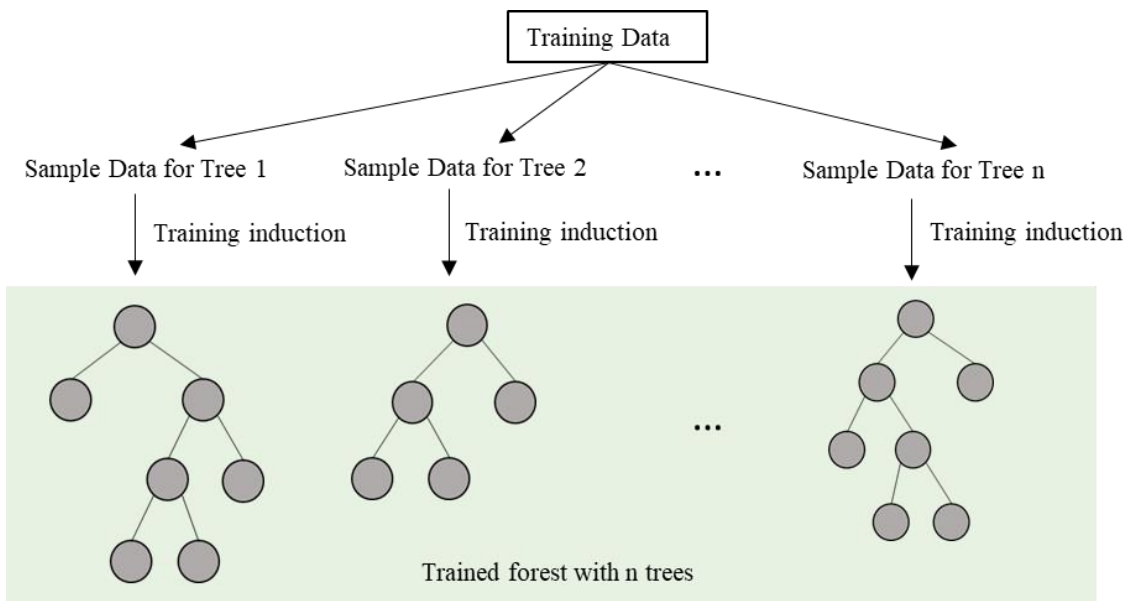 Training Data
Sample Data for Tree 1
Sample Data for Tree 2
...
Sample Data for Tree n
Training induction
Training induction
Training induction
...
Trained forest with n trees